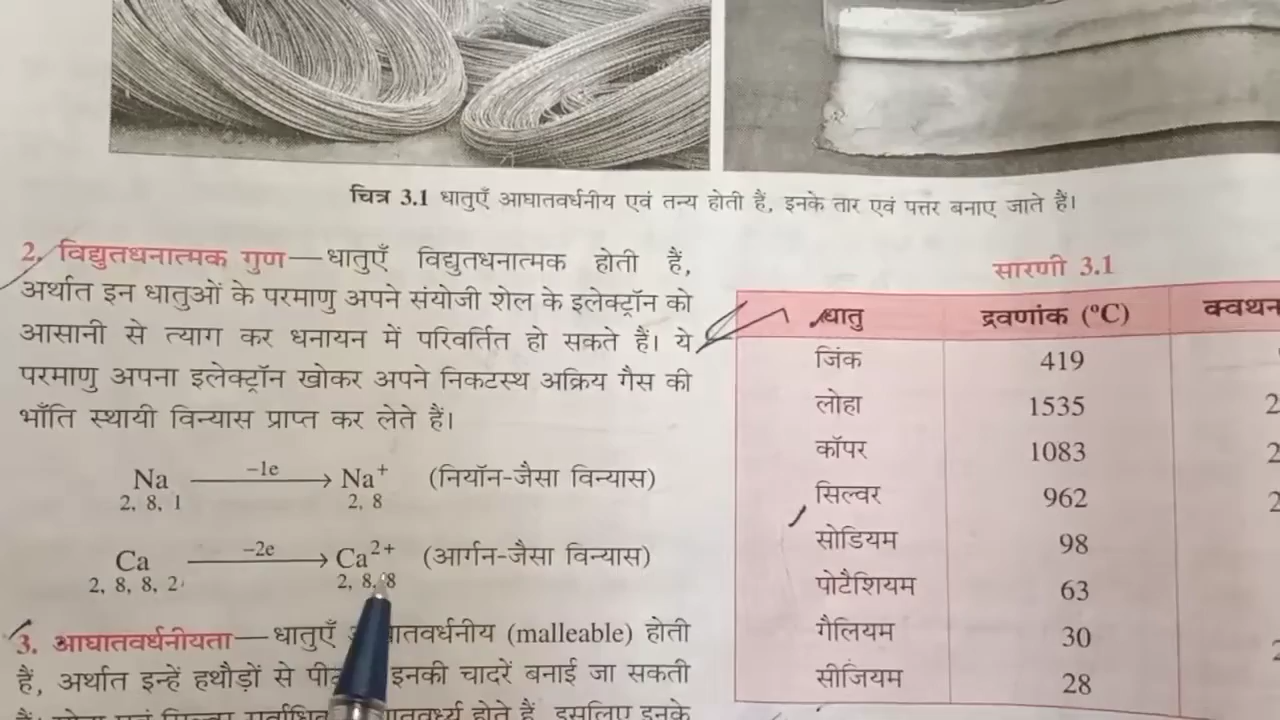 चित्र 3.1 धातुएँ आघातवर्धनीय एवं तन्य होती हैं, इनके तार एवं पत्तर बनाए जाते हैं।
2. विद्युतधनात्मक गुण—धातुएँ विद्युतधनात्मक होती हैं,
अर्थात इन धातुओं के परमाणु अपने संयोजी शेल के इलेक्ट्रॉन को
आसानी से त्याग कर धनायन में परिवर्तित हो सकते हैं। ये
परमाणु अपना इलेक्ट्रॉन खोकर अपने निकटस्थ अक्रिय गैस की
भाँति स्थायी विन्यास प्राप्त कर लेते हैं।
Na –1e → Na⁺ (नियॉन-जैसा विन्यास)
2, 8, 1 2, 8
Ca –2e → Ca²⁺ (आर्गन-जैसा विन्यास)
2, 8, 8, 2 2, 8, 8
3. आघातवर्धनीयता—धातुएँ (malleable) होती
हैं, अर्थात इन्हें हथौड़ों से इनकी चादरें बनाई जा सकती
होते हैं, इसलिए इनके
सारणी 3.1
धातु द्रवणांक (°C)
जिंक 419
लोहा 1535
कॉपर 1083
सिल्वर 962
सोडियम 98
पोटैशियम 63
गैलियम 30
सीजियम 28